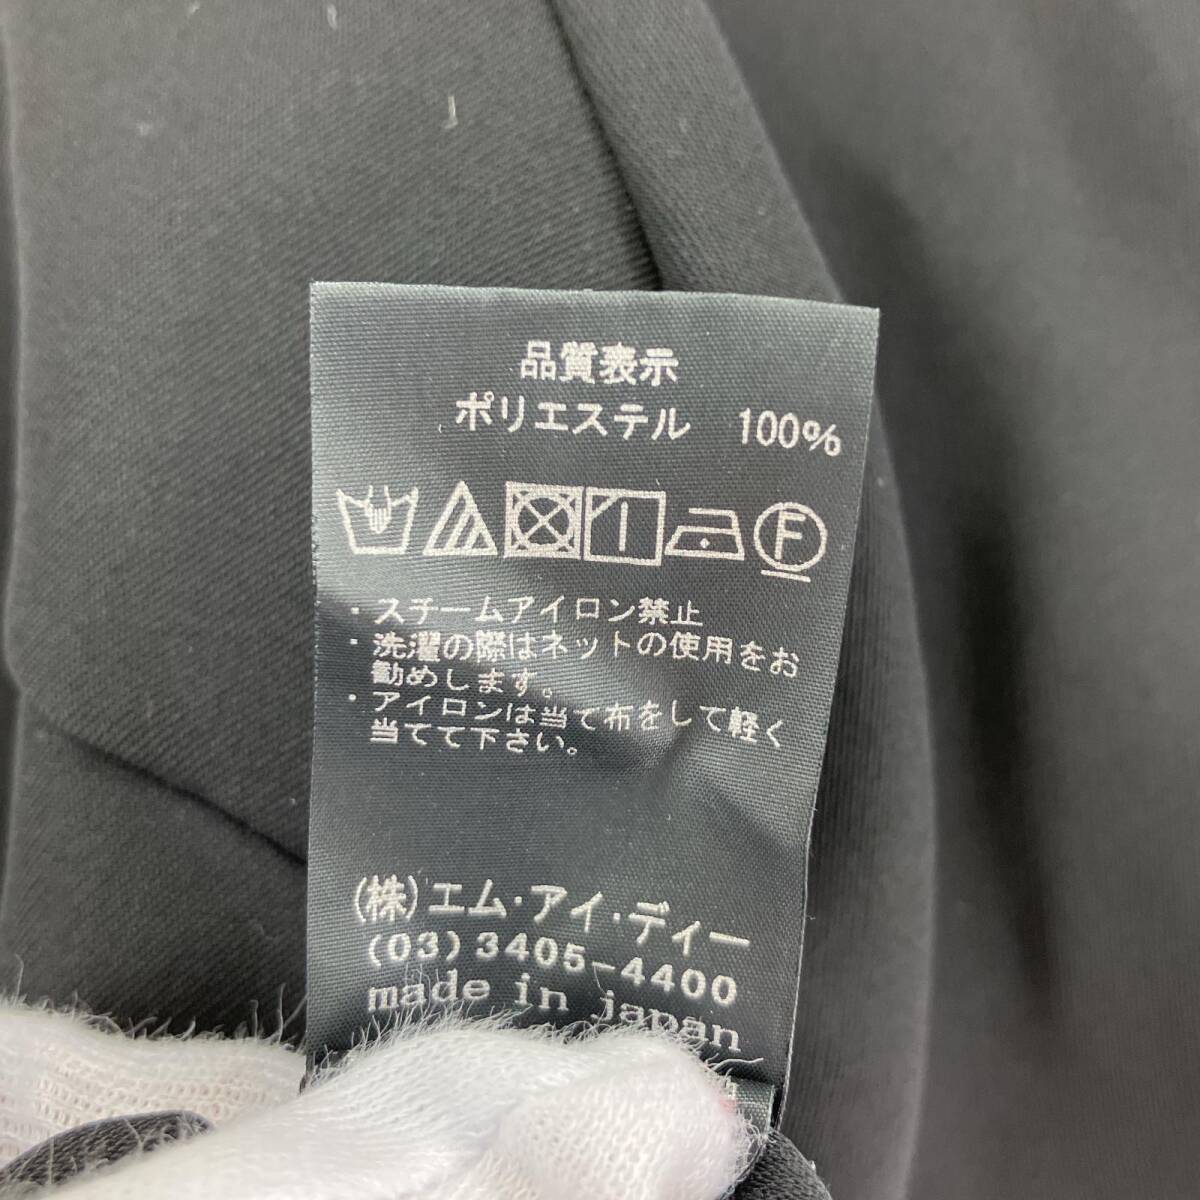 品質表示
ポリエステル 100%
F
・スチームアイロン禁止
・洗濯の際はネットの使用をお
勧めします。
・アイロンは当て布をして軽く
当てて下さい。
(株)エム・アイ・ディー
(03)3405-4400
made in japan